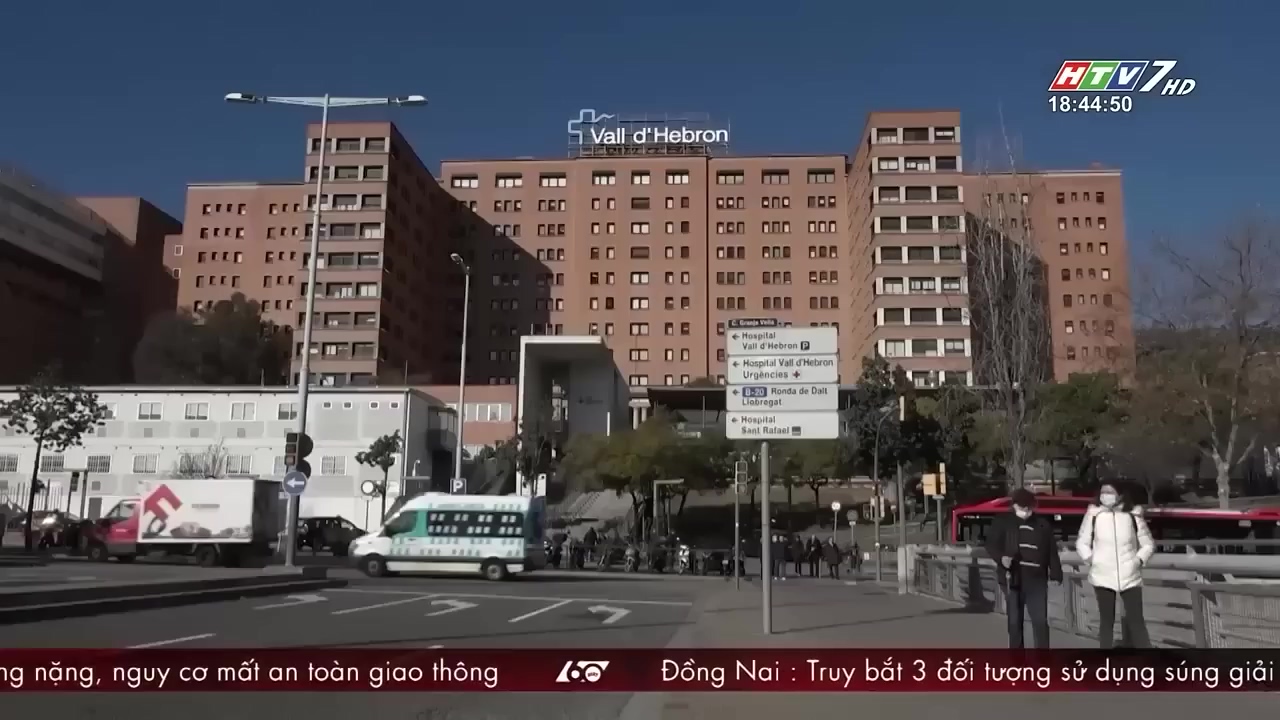 HTV7 HD
18:44:50
Vall d'Hebron
C. Granja Vella
Hospital
Vall d'Hebron P
Hospital Vall d'Hebron
Urgències
B-20 Ronda de Dalt
Llobregat
Hospital
Sant Rafael
P
ng nặng, nguy cơ mất an toàn giao thông
60 giây
Đồng Nai : Truy bắt 3 đối tượng sử dụng súng giải